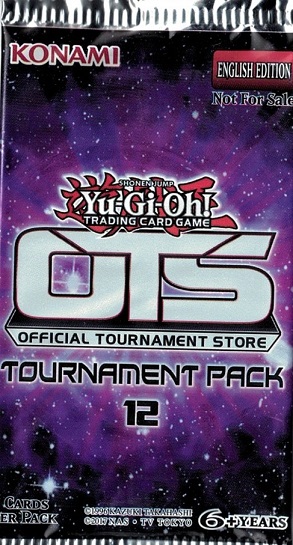 KONAMI
ENGLISH EDITION
Not For Sale
SHONEN JUMP
Yu-Gi-Oh!
TRADING CARD GAME
OTS
OFFICIAL TOURNAMENT STORE
TOURNAMENT PACK
12
CARDS
ER PACK
©1996 KAZUKI TAKAHASHI
©2017 NAS • TV TOKYO
6+YEARS